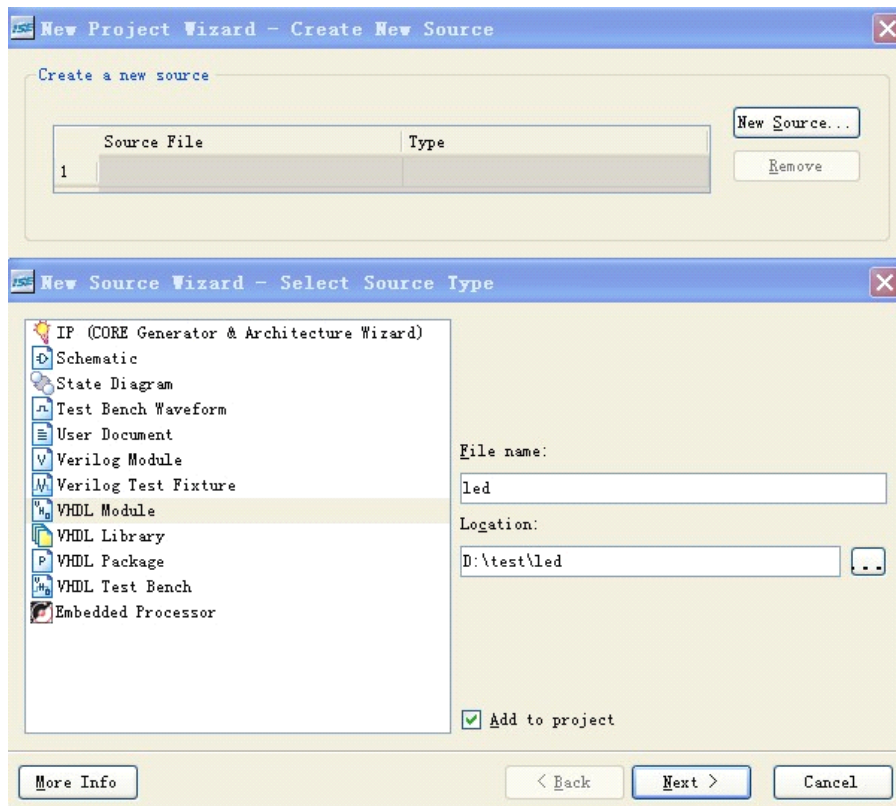 ISE New Project Wizard - Create New Source
Create a new source
Source File Type
1
New Source...
Remove
ISE New Source Wizard - Select Source Type
IP (CORE Generator & Architecture Wizard)
Schematic
State Diagram
Test Bench Waveform
User Document
Verilog Module
Verilog Test Fixture
VHDL Module
VHDL Library
VHDL Package
VHDL Test Bench
Embedded Processor
File name:
led
Location:
D:\test\led
...
Add to project
More Info
< Back
Next >
Cancel